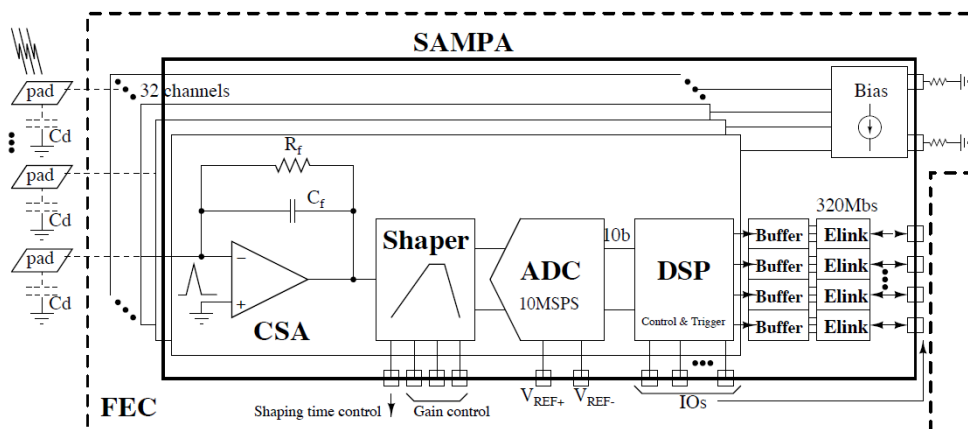 SAMPA
pad
32 channels
Bias
Cd
Rf
pad
Cf
320Mbs
Cd
Shaper
10b
Buffer
Elink
pad
−
ADC
DSP
Buffer
Elink
10MSPS
Buffer
Elink
Cd
+
CSA
Control & Trigger
Buffer
Elink
FEC
Shaping time control
Gain control
VREF+
VREF-
IOs